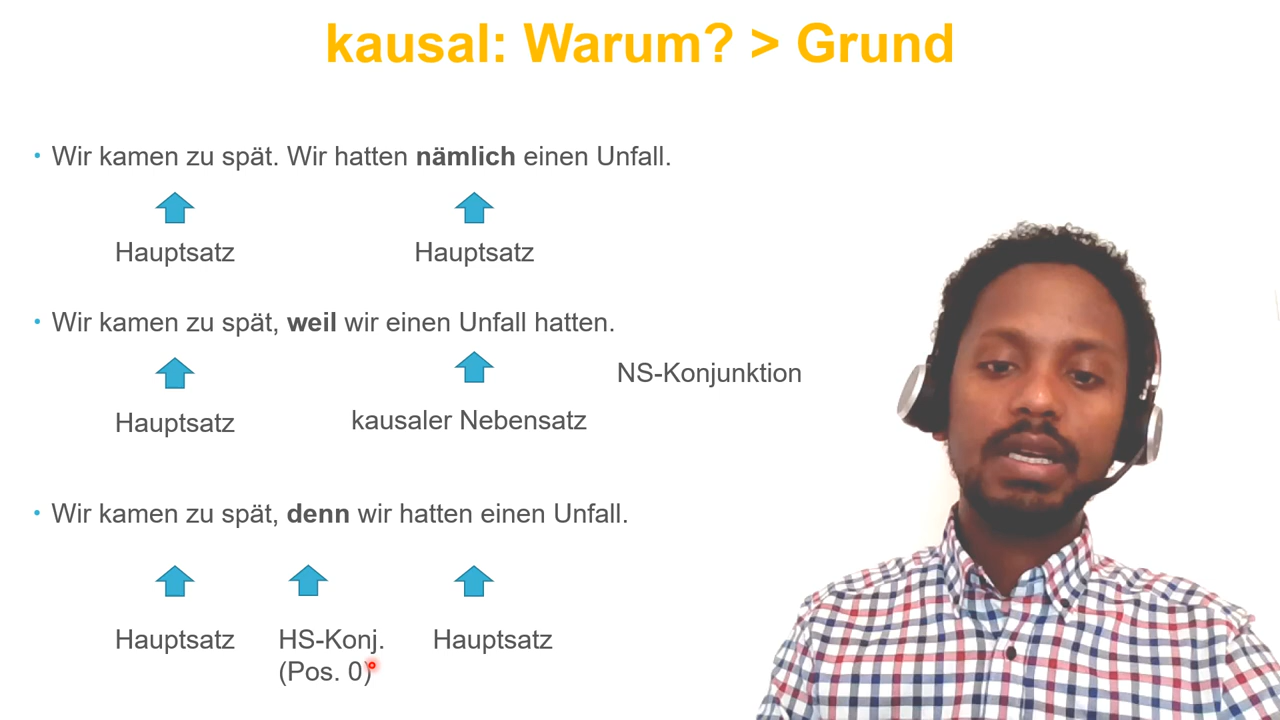 kausal: Warum? > Grund
• Wir kamen zu spät. Wir hatten nämlich einen Unfall.
Hauptsatz Hauptsatz
• Wir kamen zu spät, weil wir einen Unfall hatten.
NS-Konjunktion
Hauptsatz kausaler Nebensatz
• Wir kamen zu spät, denn wir hatten einen Unfall.
Hauptsatz HS-Konj. Hauptsatz
(Pos. 0)